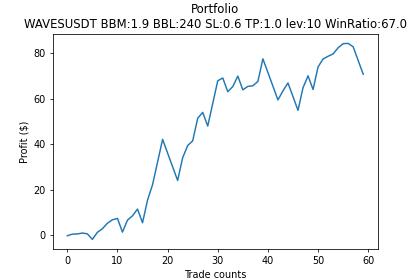 Portfolio
WAVESUSDT BBM:1.9 BBL:240 SL:0.6 TP:1.0 lev:10 WinRatio:67.0
80
60
40
20
0
Profit ($)
0 10 20 30 40 50 60
Trade counts